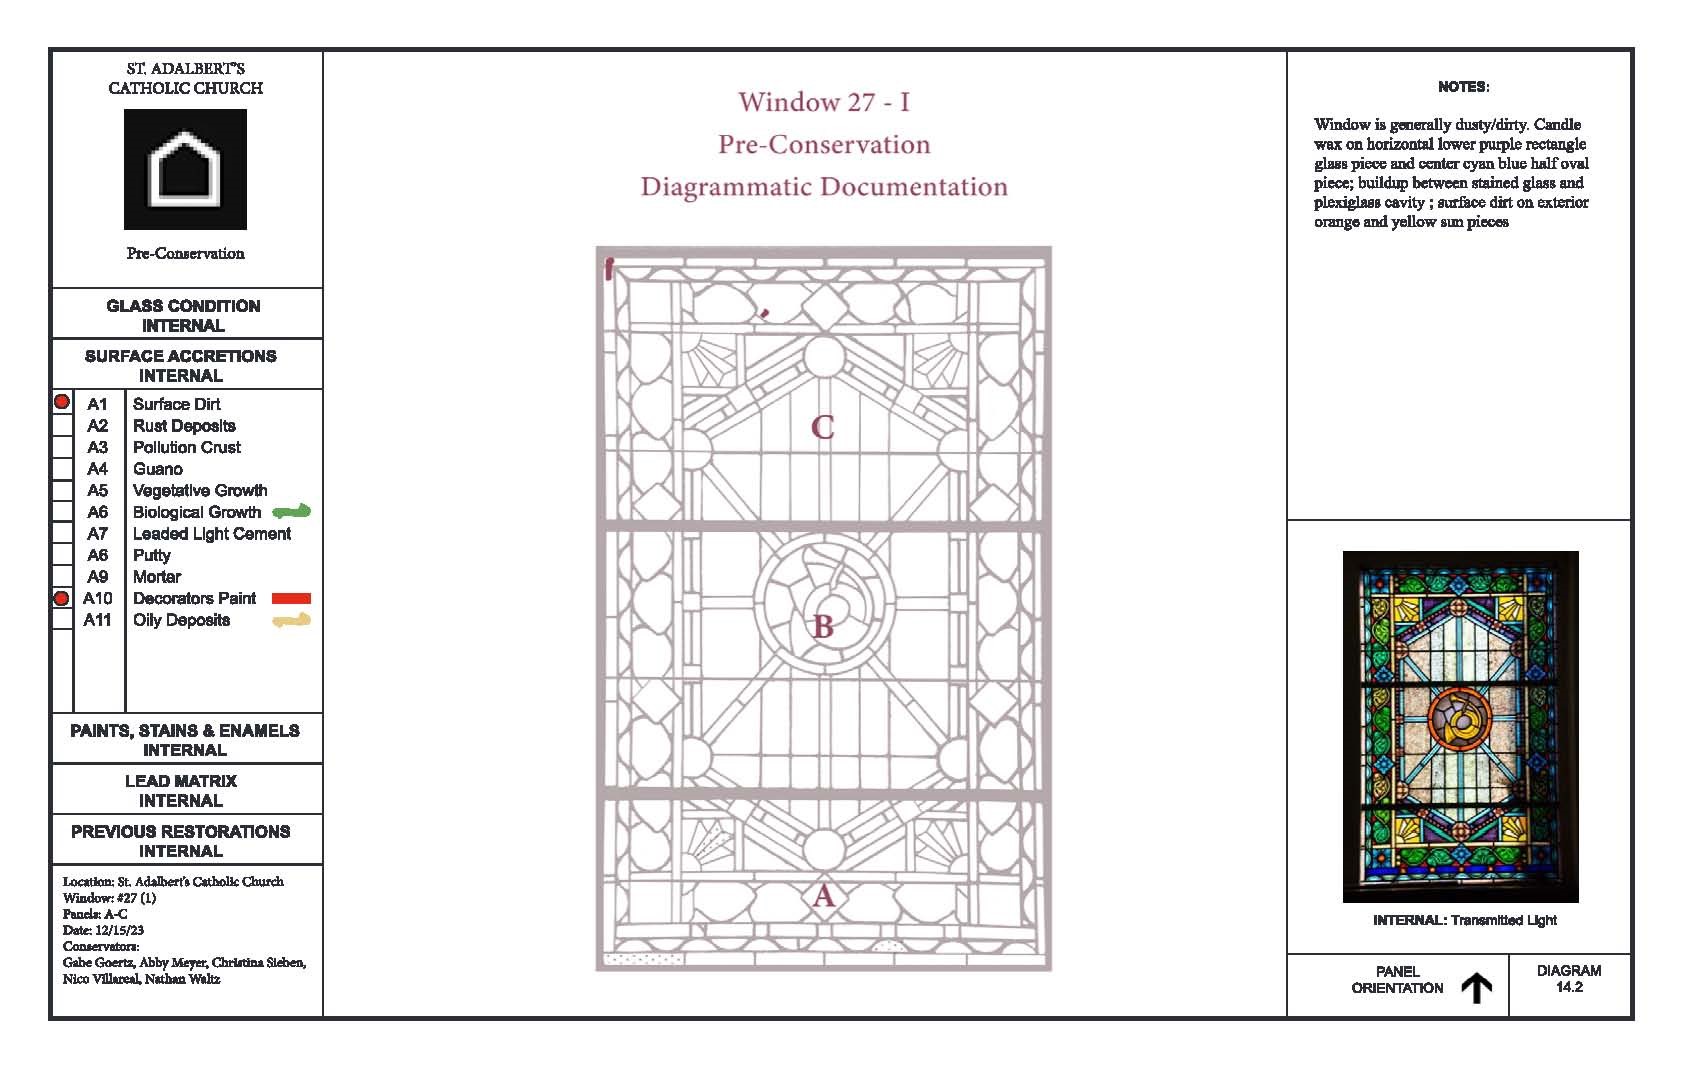 ST. ADALBERT'S
CATHOLIC CHURCH
Pre-Conservation
GLASS CONDITION
INTERNAL
SURFACE ACCRETIONS
INTERNAL
A1 Surface Dirt
A2 Rust Deposits
A3 Pollution Crust
A4 Guano
A5 Vegetative Growth
A6 Biological Growth
A7 Leaded Light Cement
A6 Putty
A9 Mortar
A10 Decorators Paint
A11 Oily Deposits
PAINTS, STAINS & ENAMELS
INTERNAL
LEAD MATRIX
INTERNAL
PREVIOUS RESTORATIONS
INTERNAL
Location: St. Adalbert's Catholic Church
Window: #27 (1)
Panels: A-C
Date: 12/15/23
Conservators:
Gabe Goertz, Abby Meyer, Christina Sieben,
Nico Villareal, Nathan Waltz
Window 27 - I
Pre-Conservation
Diagrammatic Documentation
C
B
A
NOTES:
Window is generally dusty/dirty. Candle
wax on horizontal lower purple rectangle
glass piece and center cyan blue half oval
piece; buildup between stained glass and
plexiglass cavity ; surface dirt on exterior
orange and yellow sun pieces
INTERNAL: Transmitted Light
PANEL
ORIENTATION
DIAGRAM
14.2